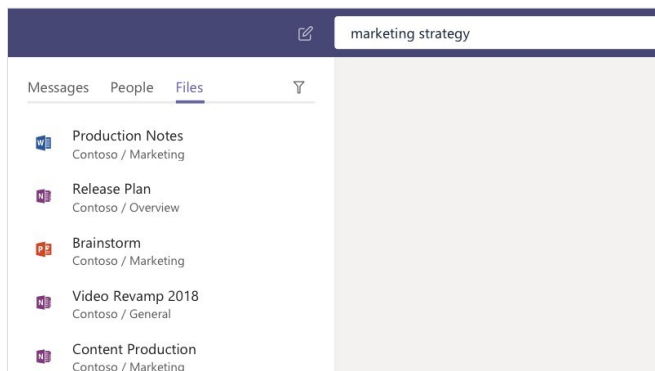 marketing strategy
Messages People Files
Production Notes
Contoso / Marketing
Release Plan
Contoso / Overview
Brainstorm
Contoso / Marketing
Video Revamp 2018
Contoso / General
Content Production
Contoso / Marketing